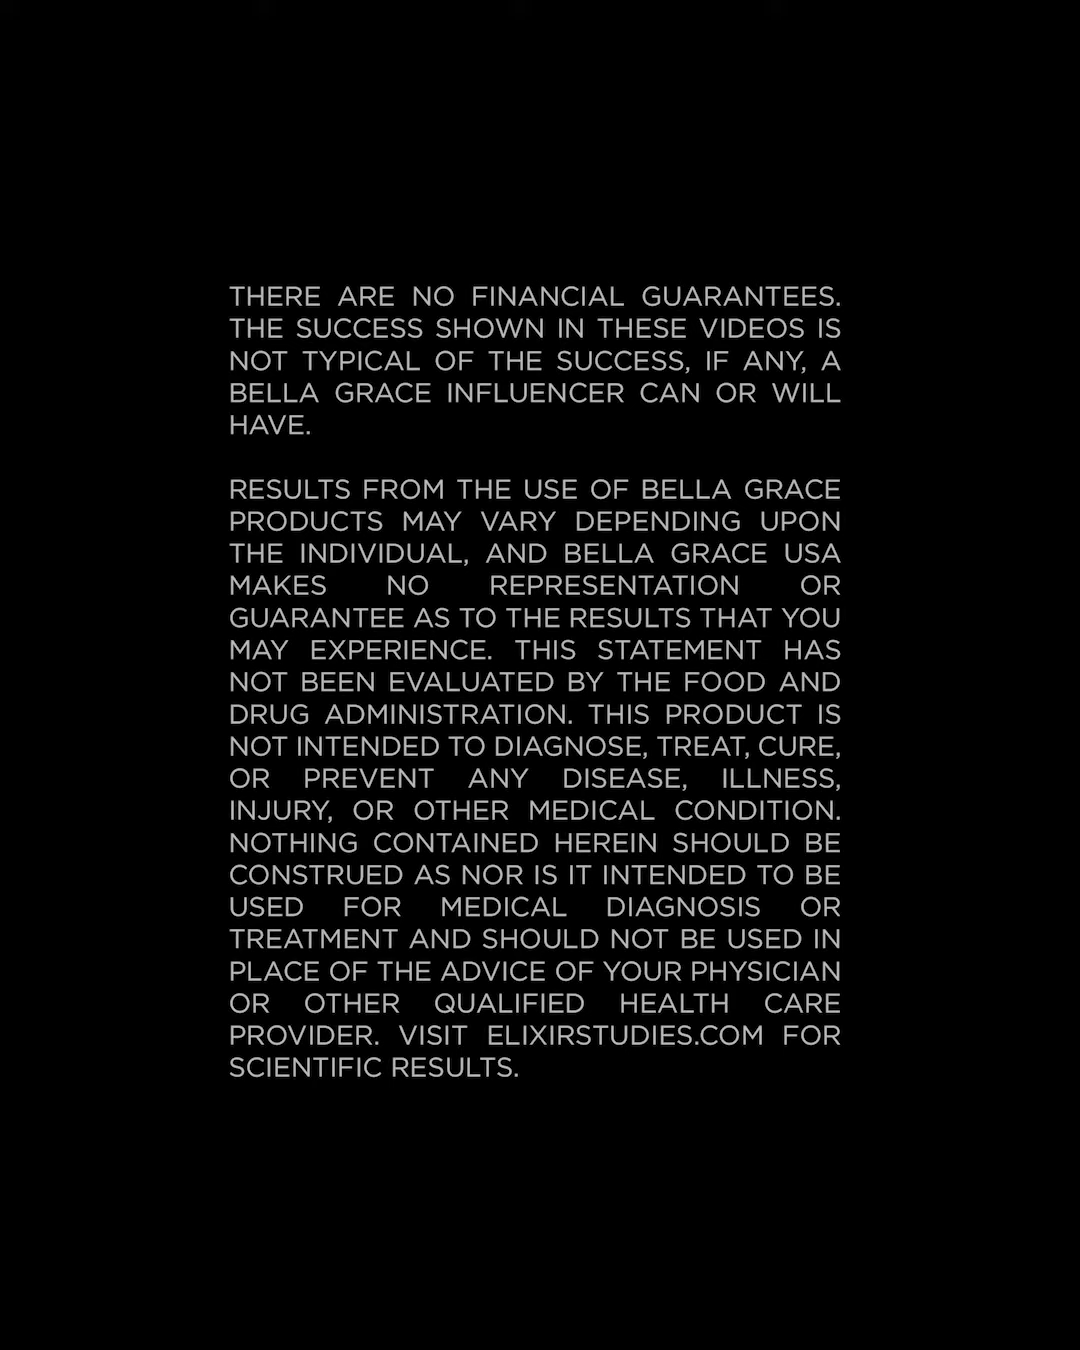 THERE ARE NO FINANCIAL GUARANTEES.
THE SUCCESS SHOWN IN THESE VIDEOS IS
NOT TYPICAL OF THE SUCCESS, IF ANY, A
BELLA GRACE INFLUENCER CAN OR WILL
HAVE.
RESULTS FROM THE USE OF BELLA GRACE
PRODUCTS MAY VARY DEPENDING UPON
THE INDIVIDUAL, AND BELLA GRACE USA
MAKES NO REPRESENTATION OR
GUARANTEE AS TO THE RESULTS THAT YOU
MAY EXPERIENCE. THIS STATEMENT HAS
NOT BEEN EVALUATED BY THE FOOD AND
DRUG ADMINISTRATION. THIS PRODUCT IS
NOT INTENDED TO DIAGNOSE, TREAT, CURE,
OR PREVENT ANY DISEASE, ILLNESS,
INJURY, OR OTHER MEDICAL CONDITION.
NOTHING CONTAINED HEREIN SHOULD BE
CONSTRUED AS NOR IS IT INTENDED TO BE
USED FOR MEDICAL DIAGNOSIS OR
TREATMENT AND SHOULD NOT BE USED IN
PLACE OF THE ADVICE OF YOUR PHYSICIAN
OR OTHER QUALIFIED HEALTH CARE
PROVIDER. VISIT ELIXIRSTUDIES.COM FOR
SCIENTIFIC RESULTS.